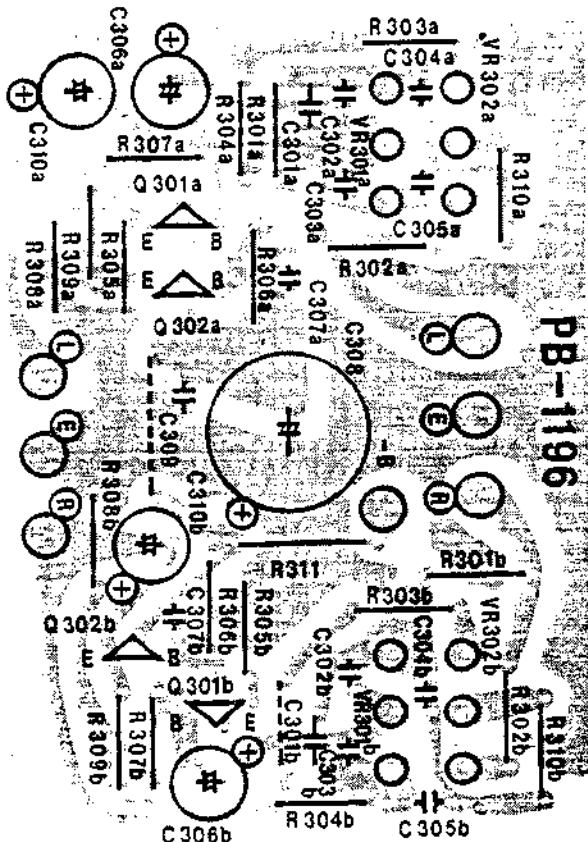 R303a
C304a
VR302a
C306a
C310a
R307a
R304a
R301a
C301a
C302a
VR301a
C303a
C305a
R310a
R302a
Q301a
E
B
E
B
Q302a
R308a
R309a
R305a
R306a
C307a
C308
PB-1196
L
E
R
L
E
R
-B
C309
C310b
R308b
R311
R301b
R303b
VR302b
C304b
Q302b
E
B
C307b
R306b
R305b
C302b
VR301b
Q301b
B
E
C301b
C303
b
R302b
R310b
R309b
R307b
C306b
R304b
C305b